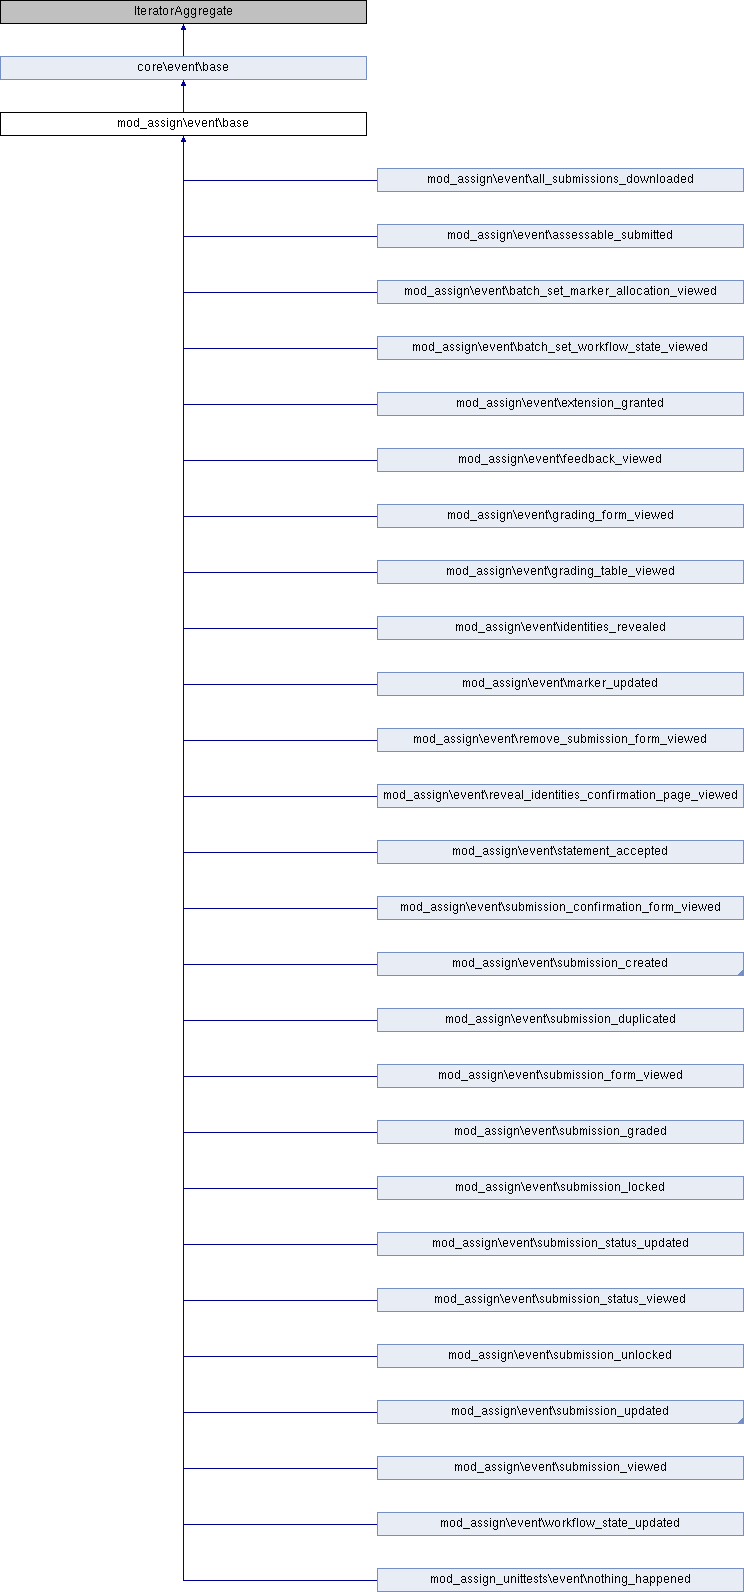 IteratorAggregate
core\event\base
mod_assign\event\base
mod_assign\event\all_submissions_downloaded
mod_assign\event\assessable_submitted
mod_assign\event\batch_set_marker_allocation_viewed
mod_assign\event\batch_set_workflow_state_viewed
mod_assign\event\extension_granted
mod_assign\event\feedback_viewed
mod_assign\event\grading_form_viewed
mod_assign\event\grading_table_viewed
mod_assign\event\identities_revealed
mod_assign\event\marker_updated
mod_assign\event\remove_submission_form_viewed
mod_assign\event\reveal_identities_confirmation_page_viewed
mod_assign\event\statement_accepted
mod_assign\event\submission_confirmation_form_viewed
mod_assign\event\submission_created
mod_assign\event\submission_duplicated
mod_assign\event\submission_form_viewed
mod_assign\event\submission_graded
mod_assign\event\submission_locked
mod_assign\event\submission_status_updated
mod_assign\event\submission_status_viewed
mod_assign\event\submission_unlocked
mod_assign\event\submission_updated
mod_assign\event\submission_viewed
mod_assign\event\workflow_state_updated
mod_assign_unittests\event\nothing_happened